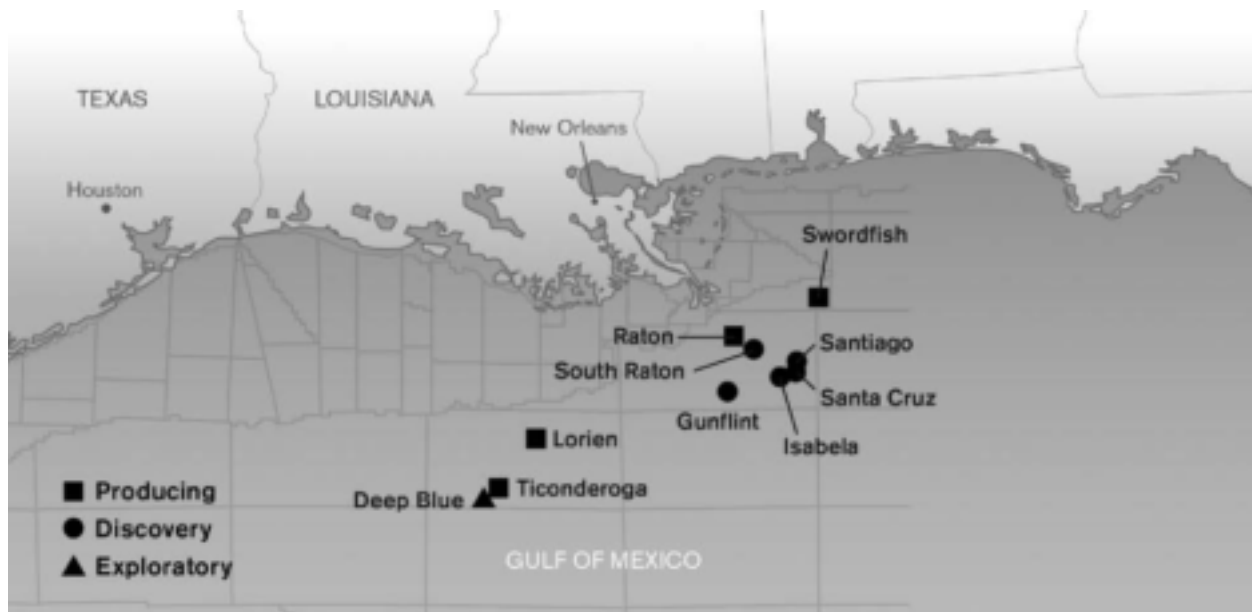 TEXAS
LOUISIANA
New Orleans
Houston
Swordfish
Raton
Santiago
South Raton
Santa Cruz
Gunflint
Isabela
Lorien
Producing
Deep Blue
Ticonderoga
Discovery
GULF OF MEXICO
Exploratory